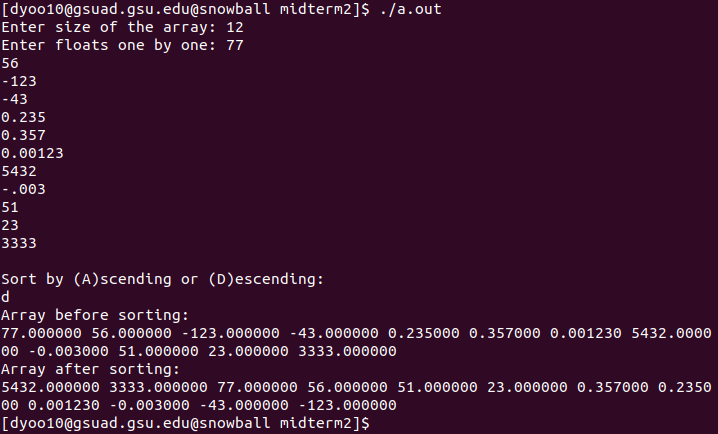 [dyoo10@gsuad.gsu.edu@snowball midterm2]$ ./a.out
Enter size of the array: 12
Enter floats one by one: 77
56
-123
-43
0.235
0.357
0.00123
5432
-.003
51
23
3333
Sort by (A)scending or (D)escending:
d
Array before sorting:
77.000000 56.000000 -123.000000 -43.000000 0.235000 0.357000 0.001230 5432.0000
00 -0.003000 51.000000 23.000000 3333.000000
Array after sorting:
5432.000000 3333.000000 77.000000 56.000000 51.000000 23.000000 0.357000 0.2350
00 0.001230 -0.003000 -43.000000 -123.000000
[dyoo10@gsuad.gsu.edu@snowball midterm2]$